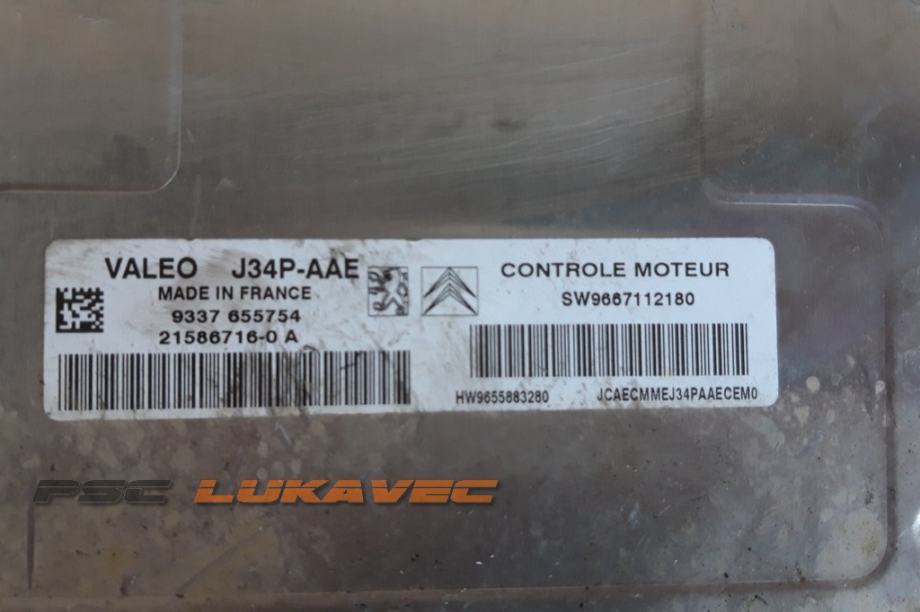 VALEO J34P-AAE
MADE IN FRANCE
9337 655754
21586716-0 A
CONTROLE MOTEUR
SW9667112180
HW9655883280 JCAECMMEJ34PAAECEM0
PSC LUKAVEC